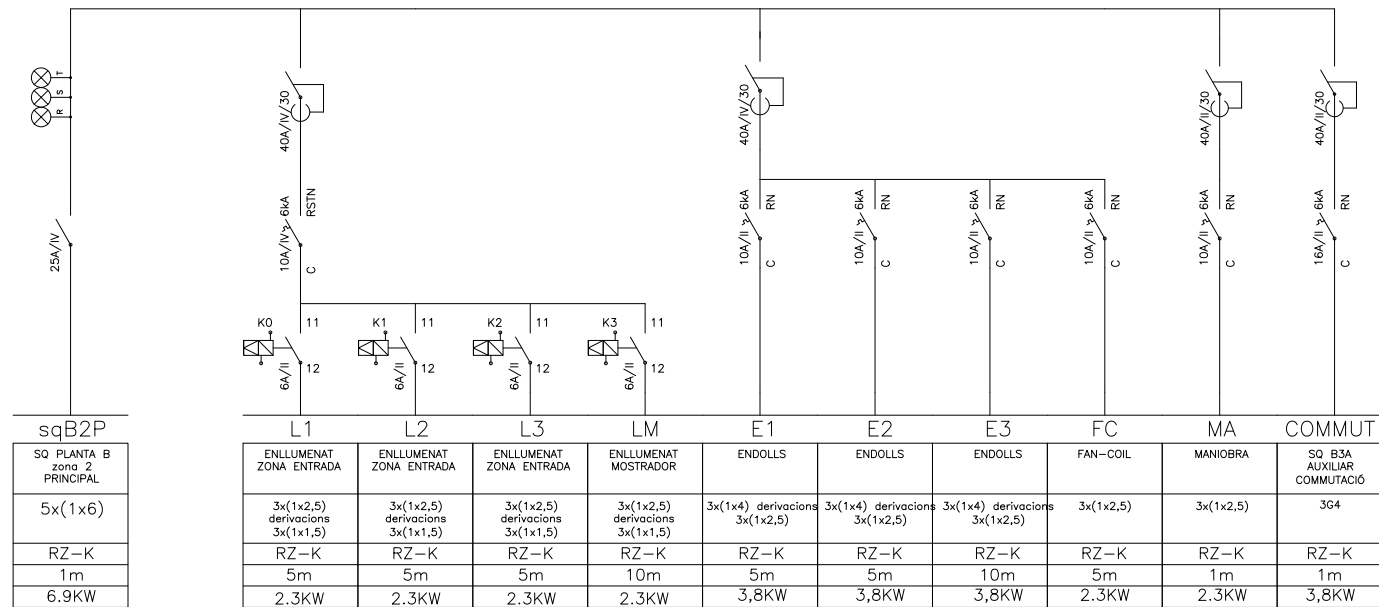 T
S
R
25A/IV
40A/IV/30
40A/IV/30
40A/II/30
40A/II/30
10A/IV 6kA
RSTN
C
10A/II 6kA
RN
C
10A/II 6kA
RN
C
10A/II 6kA
RN
C
10A/II 6kA
RN
C
10A/II 6kA
RN
C
16A/II 6kA
RN
C
K0
11
12
6A/II
K1
11
12
6A/II
K2
11
12
6A/II
K3
11
12
6A/II
sqB2P L1 L2 L3 LM E1 E2 E3 FC MA COMMUT
SQ PLANTA B
zona 2
PRINCIPAL
ENLLUMENAT
ZONA ENTRADA
ENLLUMENAT
ZONA ENTRADA
ENLLUMENAT
ZONA ENTRADA
ENLLUMENAT
MOSTRADOR
ENDOLLS
ENDOLLS
ENDOLLS
FAN-COIL
MANIOBRA
SQ B3A
AUXILIAR
COMMUTACIÓ
5x(1x6)
3x(1x2,5)
derivacions
3x(1x1,5)
3x(1x2,5)
derivacions
3x(1x1,5)
3x(1x2,5)
derivacions
3x(1x1,5)
3x(1x2,5)
derivacions
3x(1x1,5)
3x(1x4) derivacions
3x(1x2,5)
3x(1x4) derivacions
3x(1x2,5)
3x(1x4) derivacions
3x(1x2,5)
3x(1x2,5)
3x(1x2,5)
3G4
RZ-K RZ-K RZ-K RZ-K RZ-K RZ-K RZ-K RZ-K RZ-K RZ-K RZ-K
1m 5m 5m 5m 10m 5m 5m 10m 5m 1m 1m
6.9KW 2.3KW 2.3KW 2.3KW 2.3KW 3,8KW 3,8KW 3,8KW 2.3KW 2.3KW 3,8KW